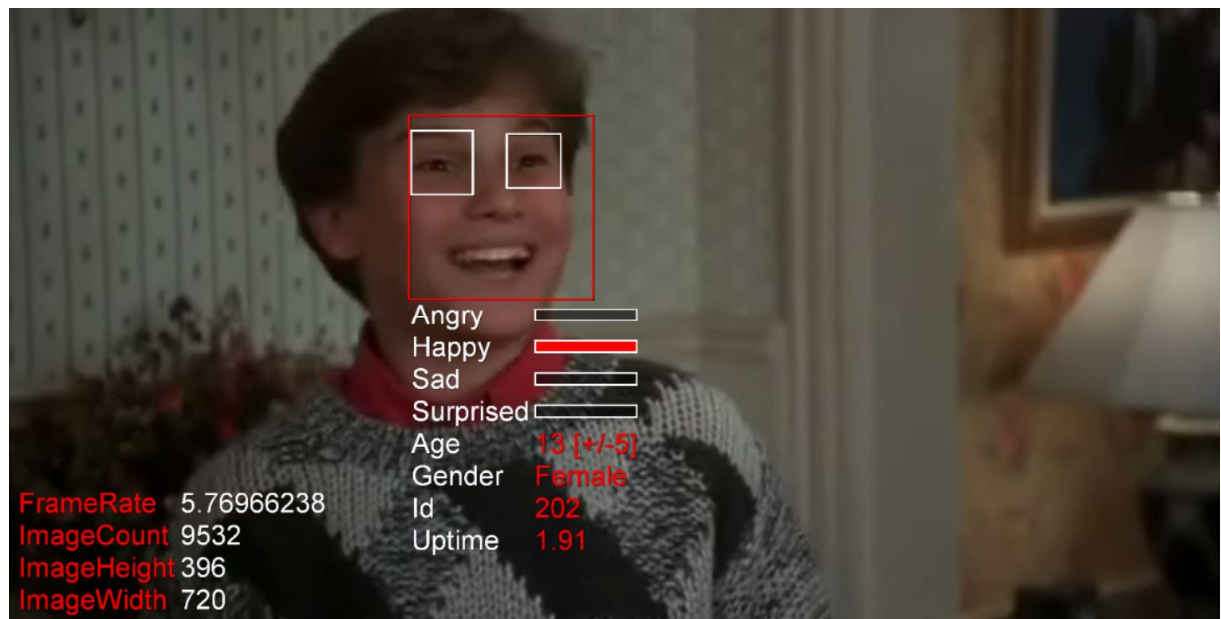 Angry
Happy
Sad
Surprised
Age 13 [+/-5]
Gender Female
Id 202
Uptime 1.91
FrameRate 5.76966238
ImageCount 9532
ImageHeight 396
ImageWidth 720